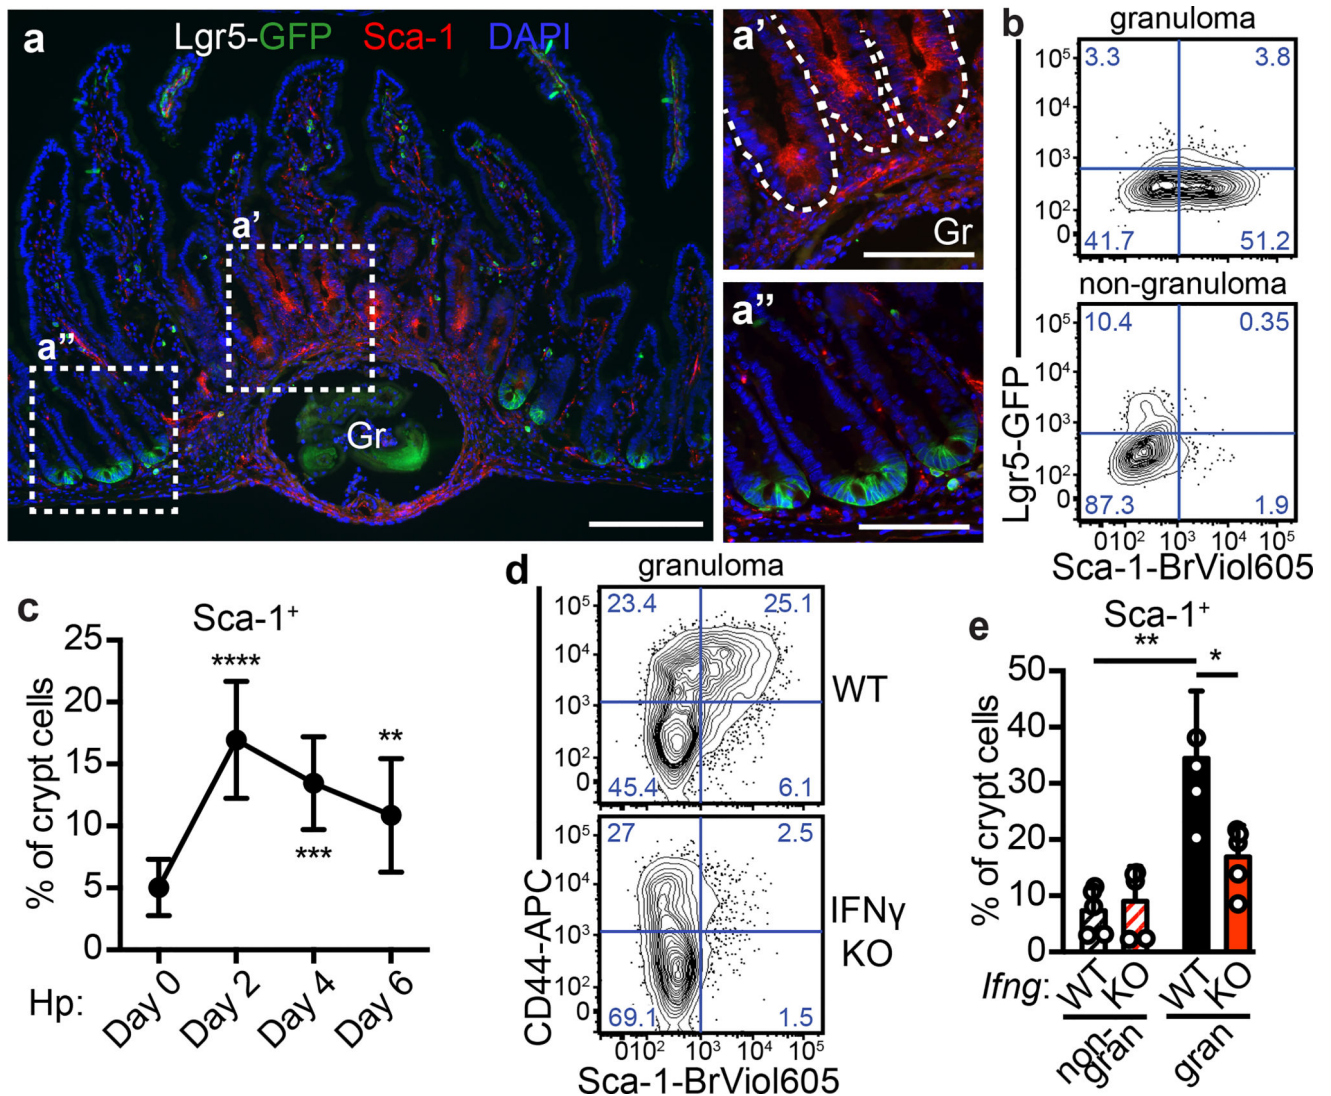 a
Lgr5-GFP Sca-1 DAPI
a’
a”
Gr
a’
Gr
a”
b
granuloma
10⁵
10⁴
10³
10²
0
3.3
3.8
41.7
51.2
non-granuloma
10⁵
10⁴
10³
10²
0
10.4
0.35
87.3
1.9
0 10² 10³ 10⁴ 10⁵
Lgr5-GFP
Sca-1-BrViol605
c
Sca-1⁺
25
20
15
10
5
0
% of crypt cells
****
***
**
Hp:
Day 0
Day 2
Day 4
Day 6
d
granuloma
10⁵
10⁴
10³
10²
0
23.4
25.1
45.4
6.1
WT
10⁵
10⁴
10³
10²
0
27
2.5
69.1
1.5
IFNγ
KO
0 10² 10³ 10⁴ 10⁵
CD44-APC
Sca-1-BrViol605
e
Sca-1⁺
**
*
50
40
30
20
10
0
% of crypt cells
Ifng:
WT
KO
WT
KO
non-
gran
gran